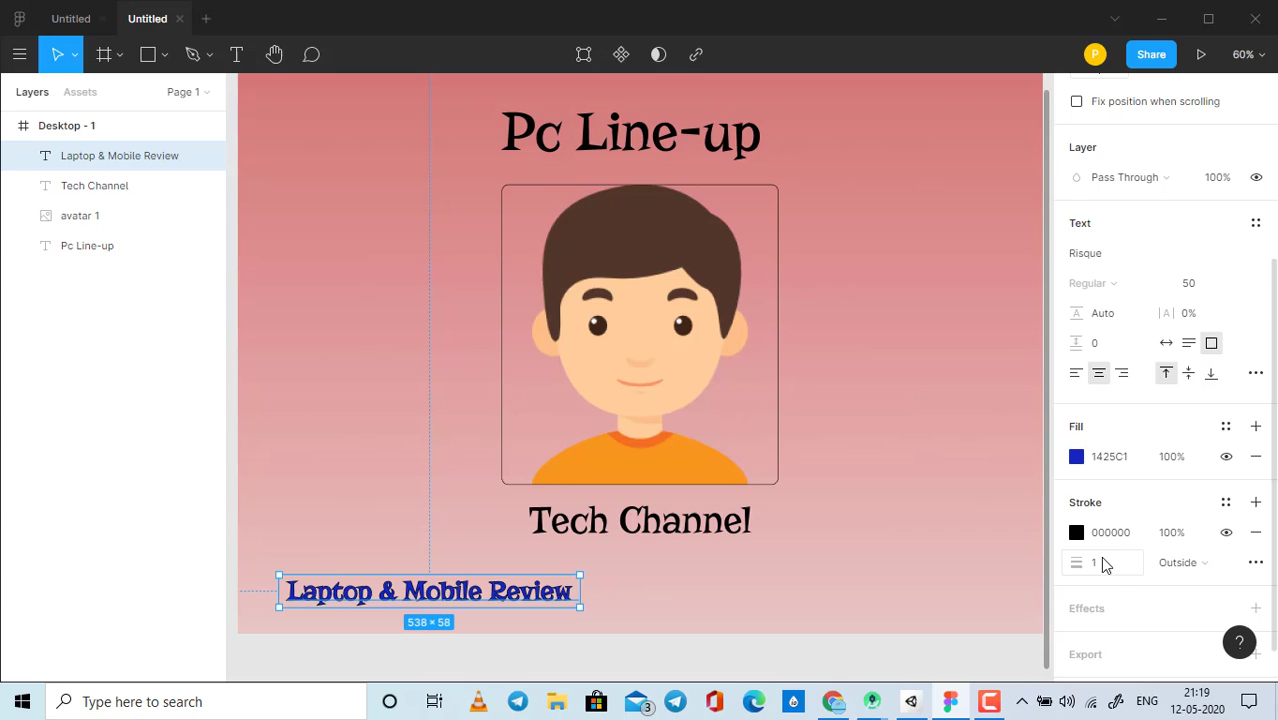 Untitled
Untitled
P
Share
60%
Layers
Assets
Page 1
Desktop - 1
Laptop & Mobile Review
Tech Channel
avatar 1
Pc Line-up
Pc Line-up
Tech Channel
Laptop & Mobile Review
538 × 58
Fix position when scrolling
Layer
Pass Through
100%
Text
Risque
Regular
50
A
Auto
|A|
0%
0
Fill
1425C1
100%
Stroke
000000
100%
1
Outside
Effects
Export
?
Type here to search
3
ENG
21:19
12-05-2020